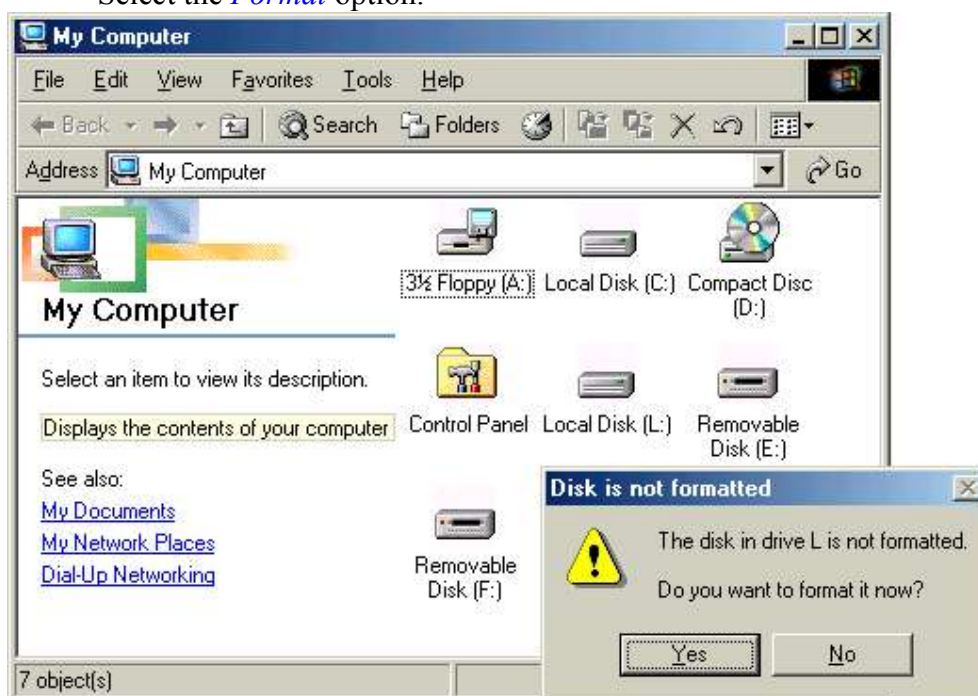 Select the Format option.
My Computer
File Edit View Favorites Tools Help
Back Search Folders
Address My Computer Go
3½ Floppy (A:) Local Disk (C:) Compact Disc (D:)
My Computer
Select an item to view its description.
Displays the contents of your computer
Control Panel Local Disk (L:) Removable Disk (E:)
See also:
My Documents
My Network Places
Dial-Up Networking
Removable Disk (F:)
Disk is not formatted
The disk in drive L is not formatted.
Do you want to format it now?
Yes No
7 object(s)